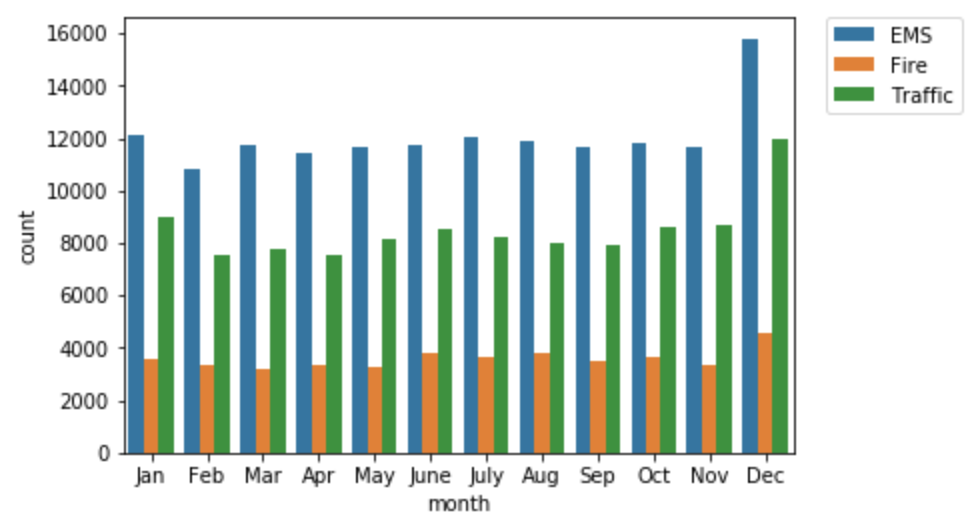 16000
14000
12000
10000
8000
6000
4000
2000
0
count
Jan Feb Mar Apr May June July Aug Sep Oct Nov Dec
month
EMS
Fire
Traffic